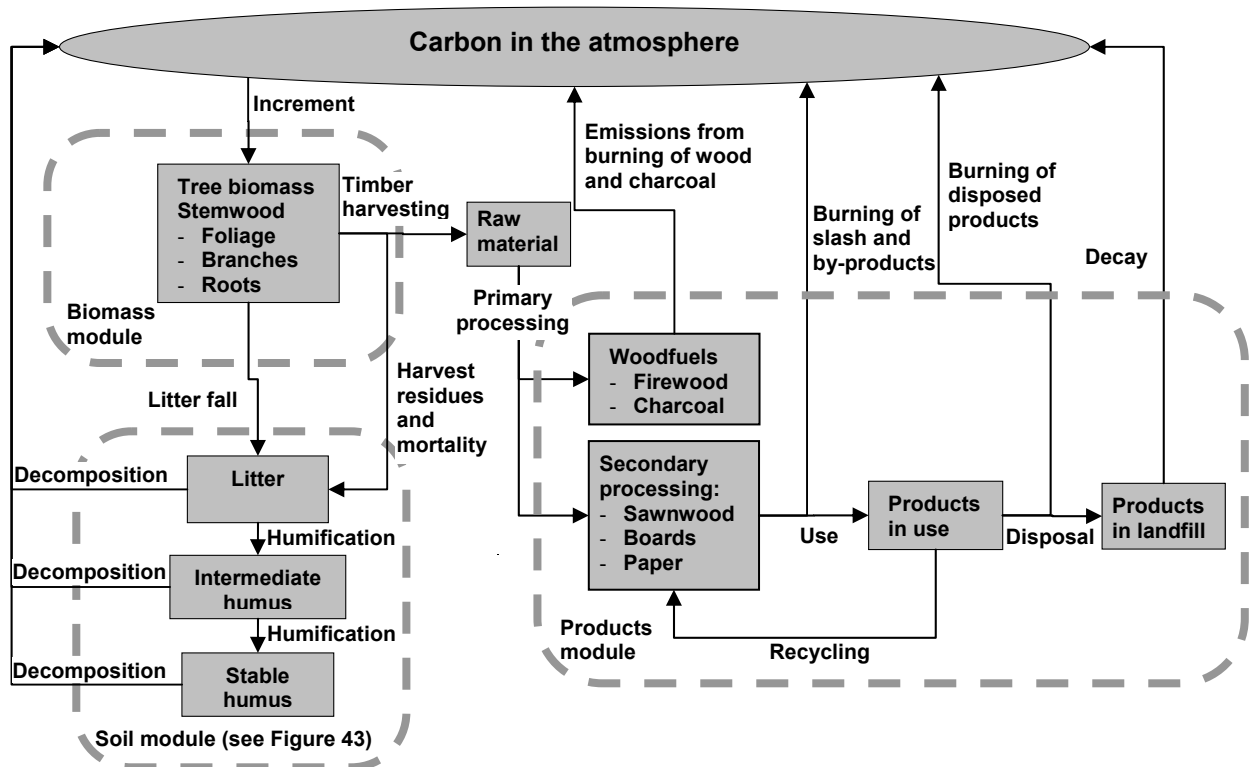 Carbon in the atmosphere
Increment
Tree biomass
Stemwood
- Foliage
- Branches
- Roots
Biomass
module
Timber
harvesting
Raw
material
Emissions from
burning of wood
and charcoal
Burning of
slash and
by-products
Burning of
disposed
products
Decay
Primary
processing
Woodfuels
- Firewood
- Charcoal
Litter fall
Harvest
residues
and
mortality
Secondary
processing:
- Sawnwood
- Boards
- Paper
Use
Products
in use
Disposal
Products
in landfill
Recycling
Products
module
Decomposition
Litter
Humification
Decomposition
Intermediate
humus
Humification
Decomposition
Stable
humus
Soil module (see Figure 43)